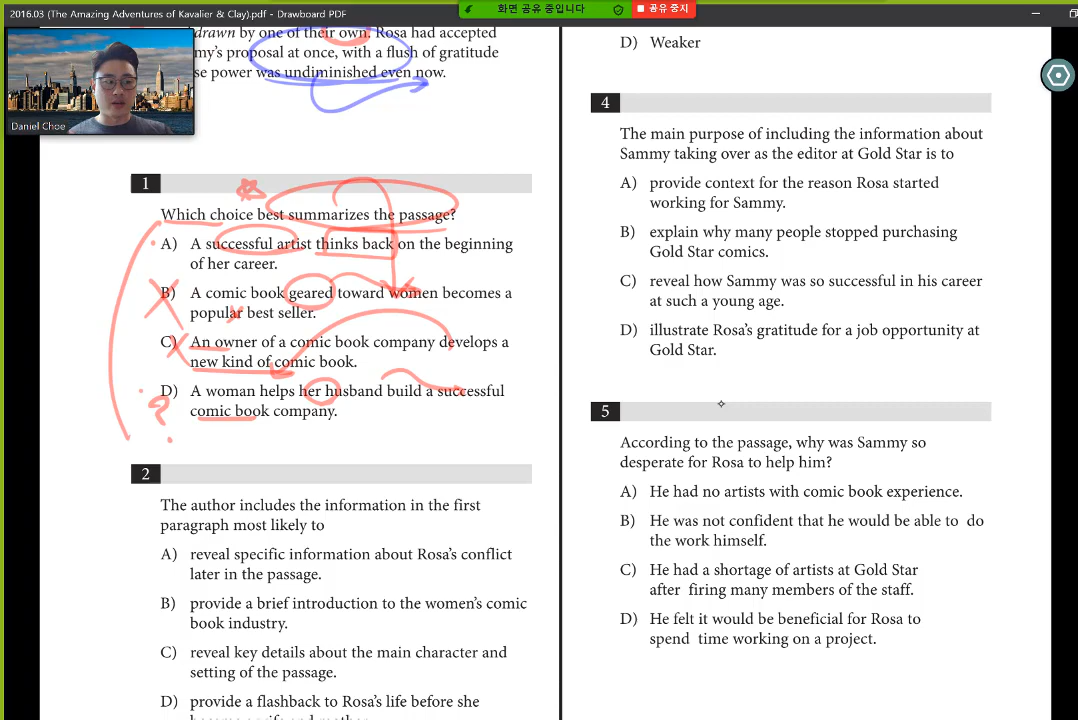 2016.03 (The Amazing Adventures of Kavalier & Clay).pdf - Drawboard PDF
화면 공유 중입니다
공유 중지
drawn by one of their own. Rosa had accepted
my's proposal at once, with a flush of gratitude
se power was undiminished even now.
Daniel Choe
1
Which choice best summarizes the passage?
A) A successful artist thinks back on the beginning
of her career.
B) A comic book geared toward women becomes a
popular best seller.
C) An owner of a comic book company develops a
new kind of comic book.
D) A woman helps her husband build a successful
comic book company.
?
2
The author includes the information in the first
paragraph most likely to
A) reveal specific information about Rosa's conflict
later in the passage.
B) provide a brief introduction to the women's comic
book industry.
C) reveal key details about the main character and
setting of the passage.
D) provide a flashback to Rosa's life before she
D) Weaker
4
The main purpose of including the information about
Sammy taking over as the editor at Gold Star is to
A) provide context for the reason Rosa started
working for Sammy.
B) explain why many people stopped purchasing
Gold Star comics.
C) reveal how Sammy was so successful in his career
at such a young age.
D) illustrate Rosa's gratitude for a job opportunity at
Gold Star.
5
According to the passage, why was Sammy so
desperate for Rosa to help him?
A) He had no artists with comic book experience.
B) He was not confident that he would be able to do
the work himself.
C) He had a shortage of artists at Gold Star
after firing many members of the staff.
D) He felt it would be beneficial for Rosa to
spend time working on a project.